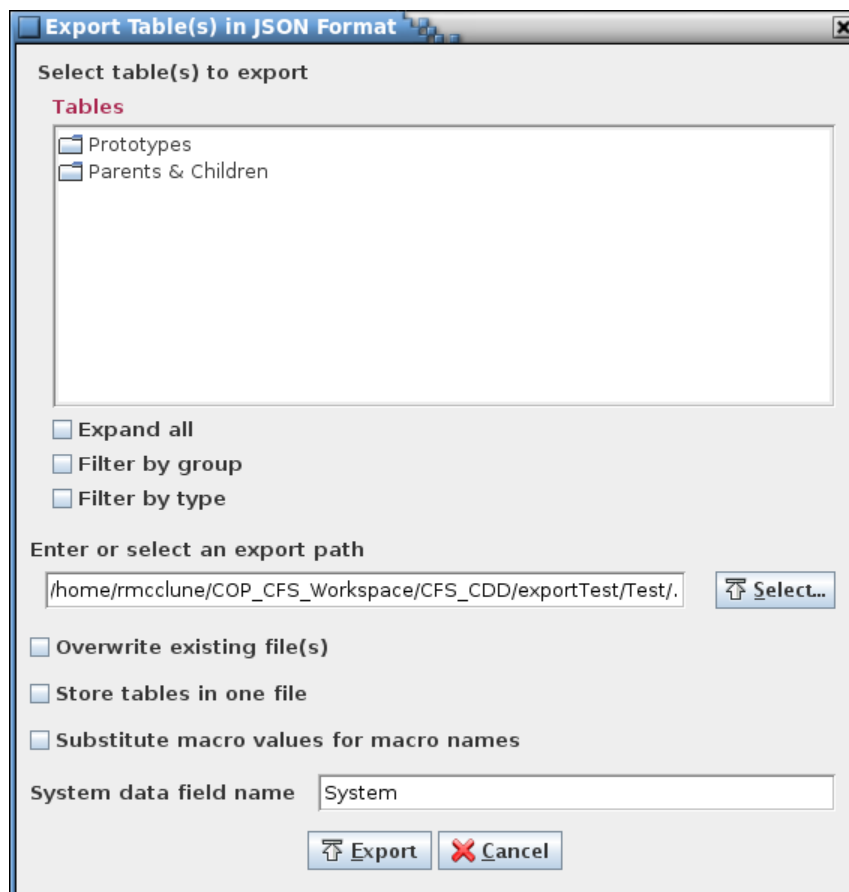 Export Table(s) in JSON Format
Select table(s) to export
Tables
Prototypes
Parents & Children
Expand all
Filter by group
Filter by type
Enter or select an export path
/home/rmcclune/COP_CFS_Workspace/CFS_CDD/exportTest/Test/. Select...
Overwrite existing file(s)
Store tables in one file
Substitute macro values for macro names
System data field name System
Export Cancel